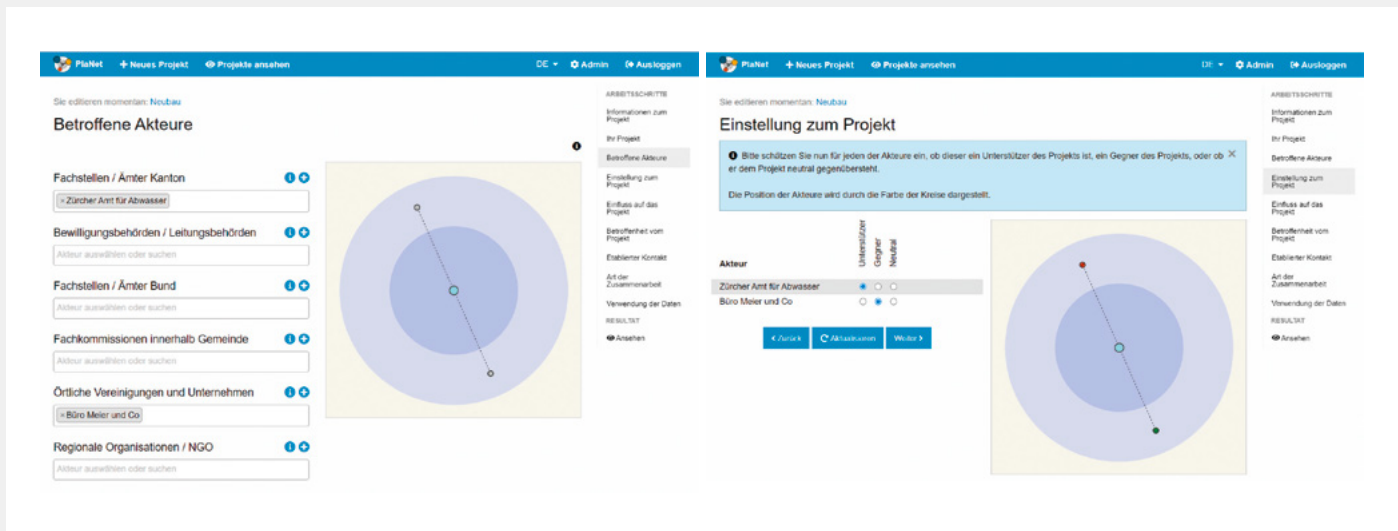 PlaNet + Neues Projekt Projekte ansehen DE Admin Ausloggen
Sie editieren momentan: Neubau
Betroffene Akteure
Fachstellen / Ämter Kanton
× Zürcher Amt für Abwasser
Bewilligungsbehörden / Leitungsbehörden
Akteur auswählen oder suchen
Fachstellen / Ämter Bund
Akteur auswählen oder suchen
Fachkommissionen innerhalb Gemeinde
Akteur auswählen oder suchen
Örtliche Vereinigungen und Unternehmen
× Büro Meier und Co
Regionale Organisationen / NGO
Akteur auswählen oder suchen
ARBEITSSCHRITTE
Informationen zum
Projekt
Ihr Projekt
Betroffene Akteure
Einstellung zum
Projekt
Einfluss auf das
Projekt
Betroffenheit vom
Projekt
Etablierter Kontakt
Art der
Zusammenarbeit
Verwendung der Daten
RESULTAT
Ansehen
PlaNet + Neues Projekt Projekte ansehen DE Admin Ausloggen
Sie editieren momentan: Neubau
Einstellung zum Projekt
Bitte schätzen Sie nun für jeden der Akteure ein, ob dieser ein Unterstützer des Projekts ist, ein Gegner des Projekts, oder ob
er dem Projekt neutral gegenübersteht.
Die Position der Akteure wird durch die Farbe der Kreise dargestellt.
Akteur Unterstützer Gegner Neutral
Zürcher Amt für Abwasser
Büro Meier und Co
< Zurück Aktualisieren Weiter >
ARBEITSSCHRITTE
Informationen zum
Projekt
Ihr Projekt
Betroffene Akteure
Einstellung zum
Projekt
Einfluss auf das
Projekt
Betroffenheit vom
Projekt
Etablierter Kontakt
Art der
Zusammenarbeit
Verwendung der Daten
RESULTAT
Ansehen